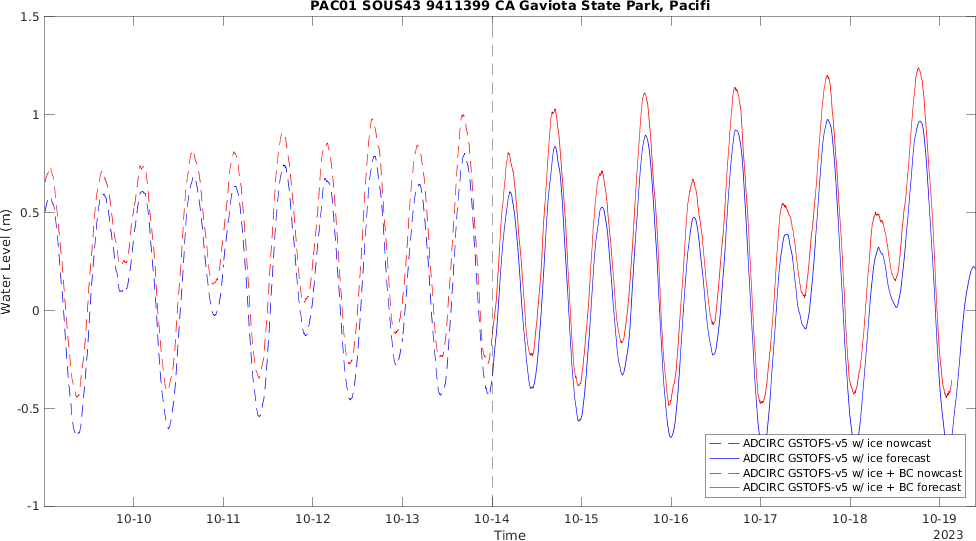 PAC01 SOUS43 9411399 CA Gaviota State Park, Pacifi
1.5
1
0.5
0
-0.5
-1
Water Level (m)
10-10 10-11 10-12 10-13 10-14 10-15 10-16 10-17 10-18 10-19
2023
Time
ADCIRC GSTOFS-v5 w/ ice nowcast
ADCIRC GSTOFS-v5 w/ ice forecast
ADCIRC GSTOFS-v5 w/ ice + BC nowcast
ADCIRC GSTOFS-v5 w/ ice + BC forecast